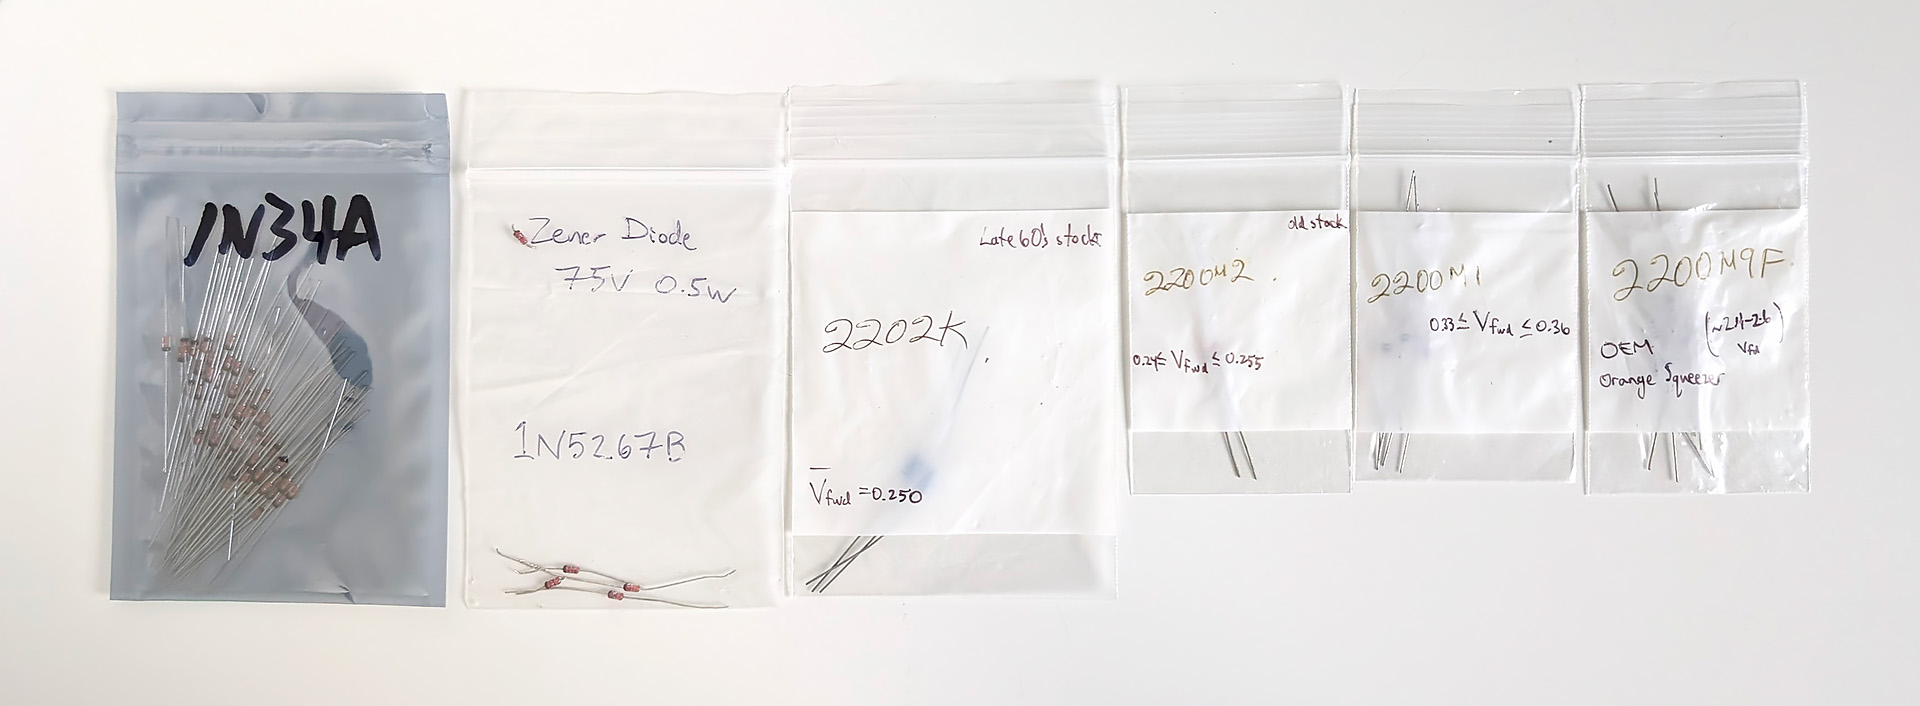 1N34A
Zener Diode
75V 0.5W
1N5267B
Late 60's stock
2202K
V̅fwd = 0.250
old stock
2200M2
0.24≤ Vfwd ≤ 0.255
2200M1
0.33 ≤ Vfwd ≤ 0.36
2200M9F
OEM
Orange Squeezer